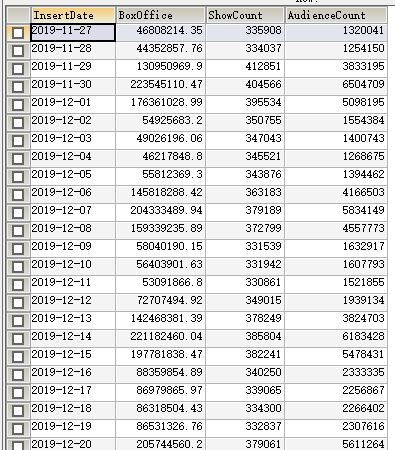 InsertDate BoxOffice ShowCount AudienceCount
2019-11-27 46808214.35 335908 1320041
2019-11-28 44352857.76 334037 1254150
2019-11-29 130950969.9 412851 3833195
2019-11-30 223545110.47 404566 6504709
2019-12-01 176361028.99 395534 5098195
2019-12-02 54925683.2 350755 1554384
2019-12-03 49026196.06 347043 1400743
2019-12-04 46217848.8 345521 1268675
2019-12-05 55812369.3 343876 1394462
2019-12-06 145818288.42 363183 4166503
2019-12-07 204333489.94 379189 5834149
2019-12-08 159339235.89 372799 4557773
2019-12-09 58040190.15 331539 1632917
2019-12-10 56403901.63 331942 1607793
2019-12-11 53091866.8 330861 1521855
2019-12-12 72707494.92 349015 1939134
2019-12-13 142468381.39 378249 3824703
2019-12-14 221182460.04 385804 6183428
2019-12-15 197781838.47 382241 5478431
2019-12-16 88359854.89 340250 2333335
2019-12-17 86979865.97 339065 2256867
2019-12-18 86318504.43 334300 2266402
2019-12-19 86531326.76 332837 2307616
2019-12-20 205744560.2 379061 5611264